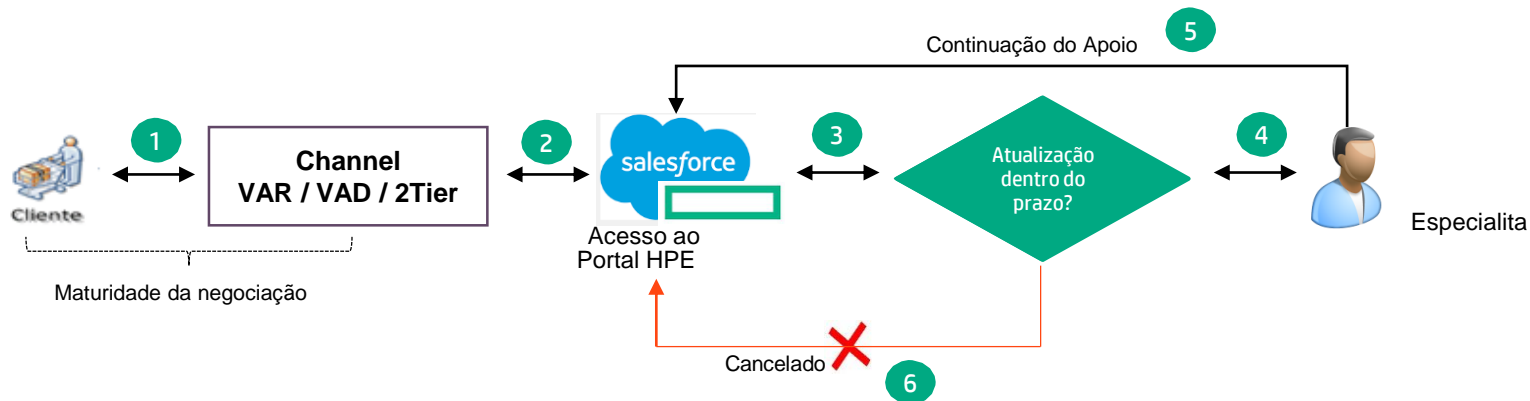 Continuação do Apoio
5
1
2
3
4
Cliente
Channel
VAR / VAD / 2Tier
salesforce
Acesso ao
Portal HPE
Atualização
dentro do
prazo?
Especialita
Maturidade da negociação
Cancelado
6